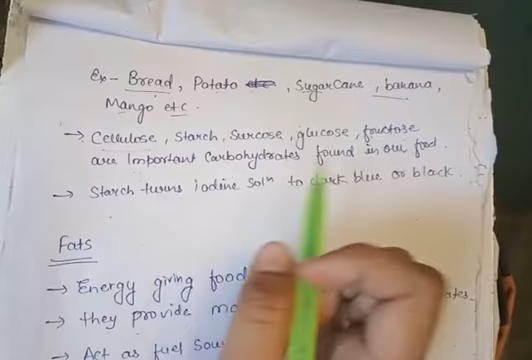 Ex- Bread, Potato, Sugarcane, banana,
Mango etc.
→ Cellulose, Starch, Surcose, glucose, fructose
are Important Carbohydrates found in our food.
→ Starch turns iodine solⁿ to dark blue or black.
Fats
→ Energy giving food
→ they provide
→ Act as fuel